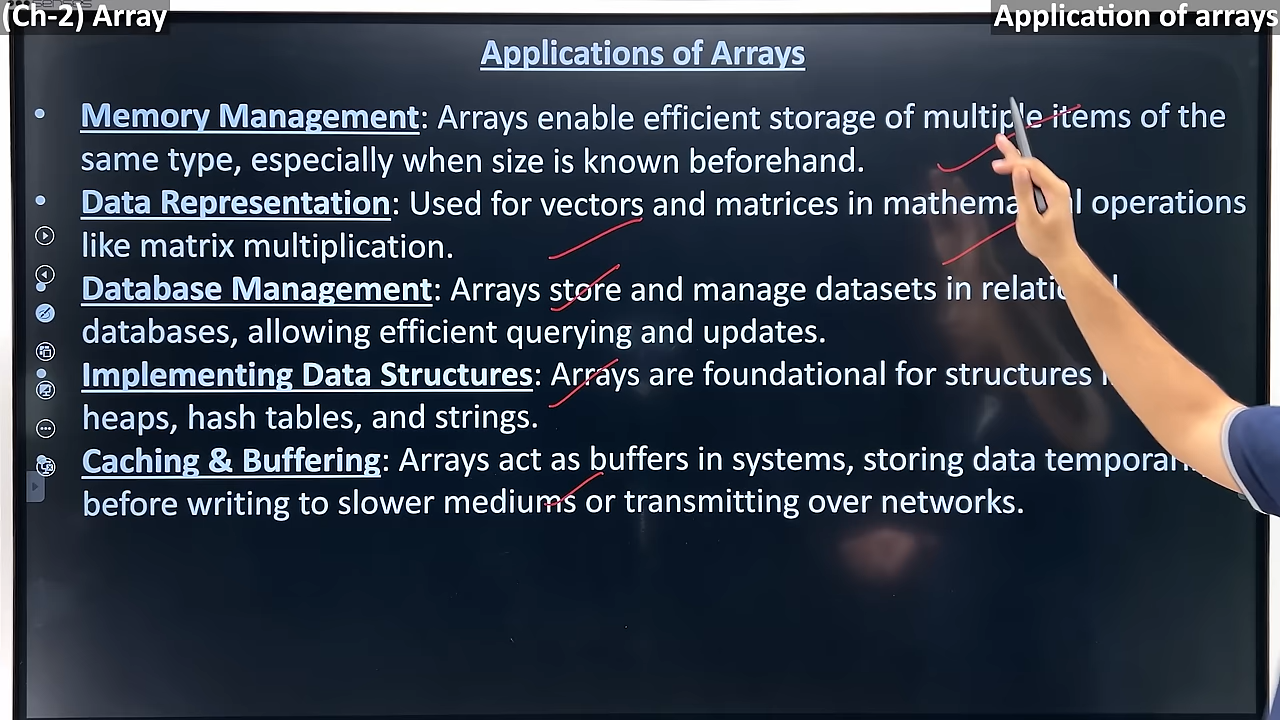 (Ch-2) Array
Application of arrays
Applications of Arrays
• Memory Management: Arrays enable efficient storage of multiple items of the
same type, especially when size is known beforehand.
• Data Representation: Used for vectors and matrices in mathematical operations
like matrix multiplication.
Database Management: Arrays store and manage datasets in relational
databases, allowing efficient querying and updates.
Implementing Data Structures: Arrays are foundational for structures
heaps, hash tables, and strings.
Caching & Buffering: Arrays act as buffers in systems, storing data temporarily
before writing to slower mediums or transmitting over networks.